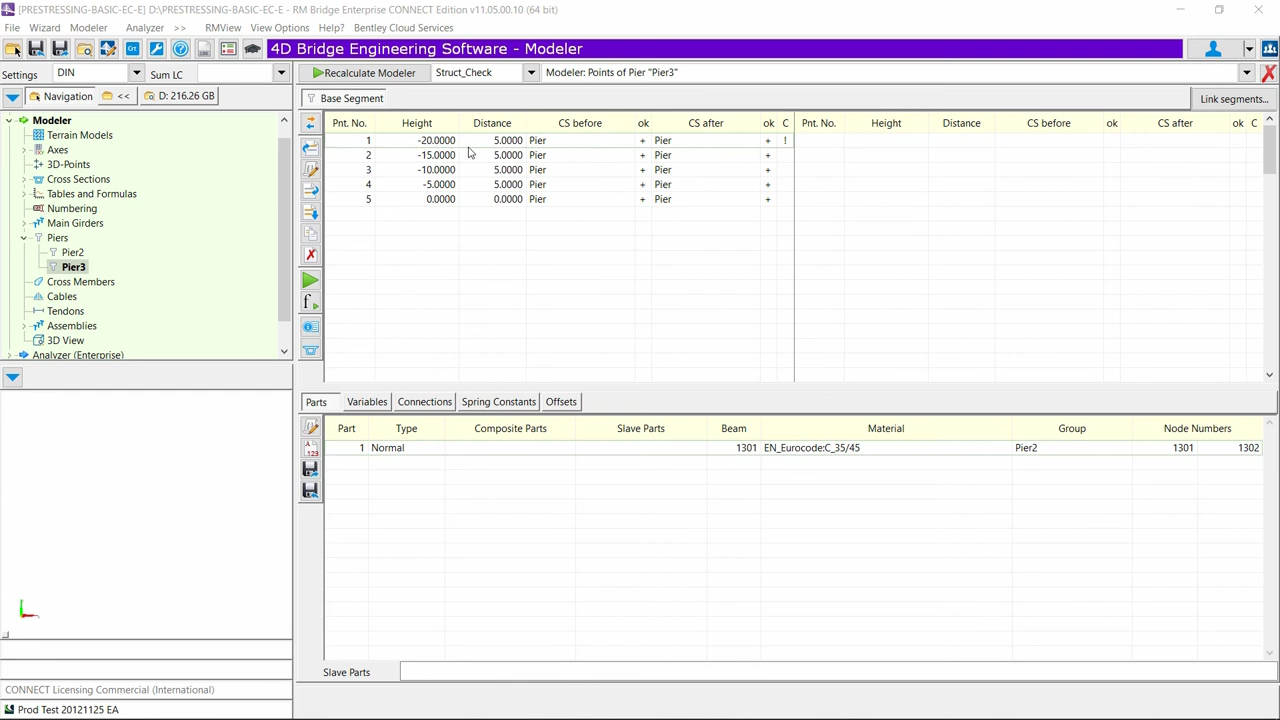 [PRESTRESSING-BASIC-EC-E] D:\PRESTRESSING-BASIC-EC-E - RM Bridge Enterprise CONNECT Edition v11.05.00.10 (64 bit)
File Wizard Modeler Analyzer >> RMView View Options Help? Bentley Cloud Services
4D Bridge Engineering Software - Modeler
Settings DIN Sum LC Recalculate Modeler Struct_Check Modeler: Points of Pier "Pier3"
Navigation << D: 216.26 GB Base Segment Link segments...
Modeler
Terrain Models
Axes
3D-Points
Cross Sections
Tables and Formulas
Numbering
Main Girders
Piers
Pier2
Pier3
Cross Members
Cables
Tendons
Assemblies
3D View
Analyzer (Enterprise)
Pnt. No. Height Distance CS before ok CS after ok C Pnt. No. Height Distance CS before ok CS after ok C
1 -20.0000 5.0000 Pier + Pier + !
2 -15.0000 5.0000 Pier + Pier +
3 -10.0000 5.0000 Pier + Pier +
4 -5.0000 5.0000 Pier + Pier +
5 0.0000 0.0000 Pier + Pier +
Parts Variables Connections Spring Constants Offsets
Part Type Composite Parts Slave Parts Beam Material Group Node Numbers
1 Normal 1301 EN_Eurocode:C_35/45 Pier2 1301 1302
Slave Parts
CONNECT Licensing Commercial (International)
Prod Test 20121125 EA